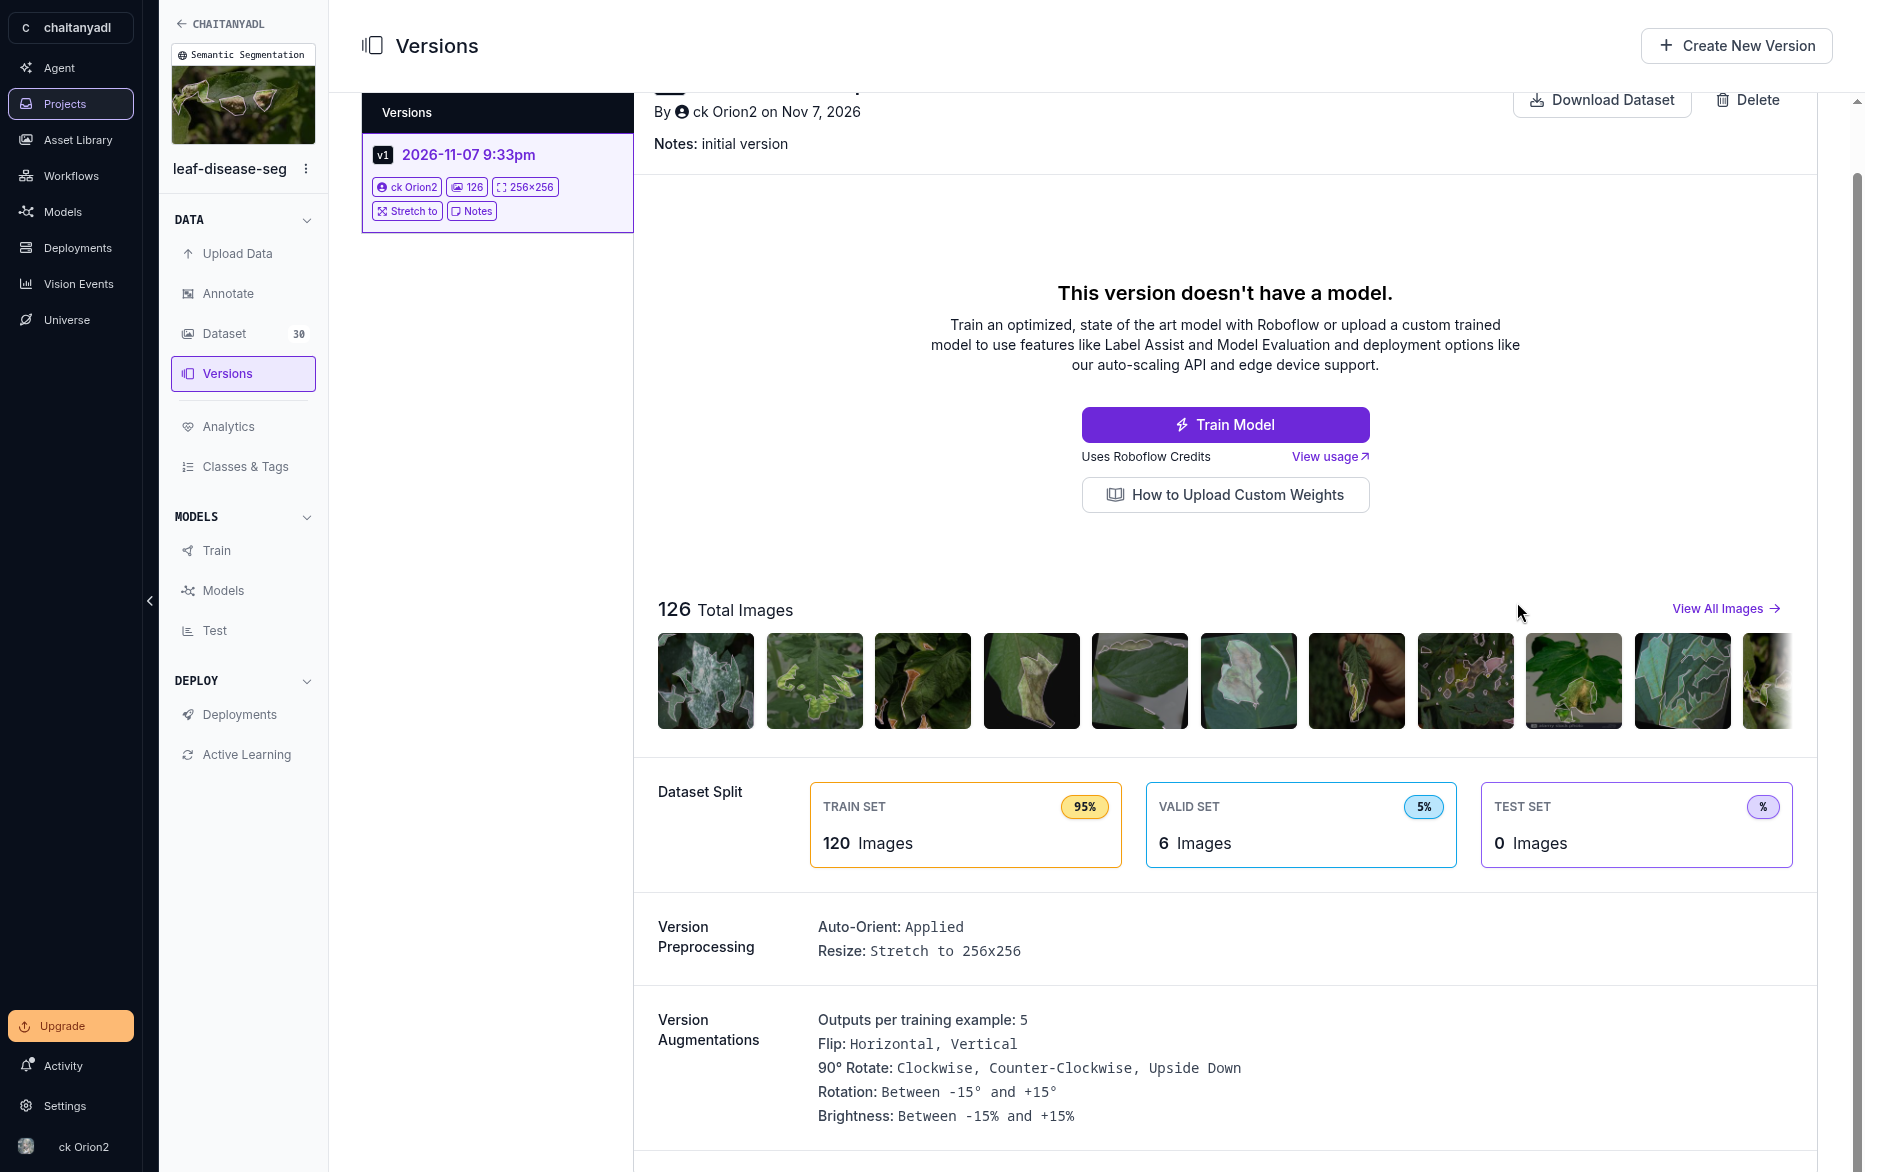 C chaitanyadl
Agent
Projects
Asset Library
Workflows
Models
Deployments
Vision Events
Universe
Upgrade
Activity
Settings
ck Orion2
CHAITANYADL
Semantic Segmentation
leaf-disease-seg
DATA
Upload Data
Annotate
Dataset 30
Versions
Analytics
Classes & Tags
MODELS
Train
Models
Test
DEPLOY
Deployments
Active Learning
Versions
Create New Version
Versions
v1 2026-11-07 9:33pm
ck Orion2 126 256×256
Stretch to Notes
By ck Orion2 on Nov 7, 2026
Download Dataset Delete
Notes: initial version
This version doesn't have a model.
Train an optimized, state of the art model with Roboflow or upload a custom trained
model to use features like Label Assist and Model Evaluation and deployment options like
our auto-scaling API and edge device support.
Train Model
Uses Roboflow Credits View usage
How to Upload Custom Weights
126 Total Images View All Images
Dataset Split
TRAIN SET 95%
120 Images
VALID SET 5%
6 Images
TEST SET %
0 Images
Version
Preprocessing
Auto-Orient: Applied
Resize: Stretch to 256x256
Version
Augmentations
Outputs per training example: 5
Flip: Horizontal, Vertical
90° Rotate: Clockwise, Counter-Clockwise, Upside Down
Rotation: Between -15° and +15°
Brightness: Between -15% and +15%